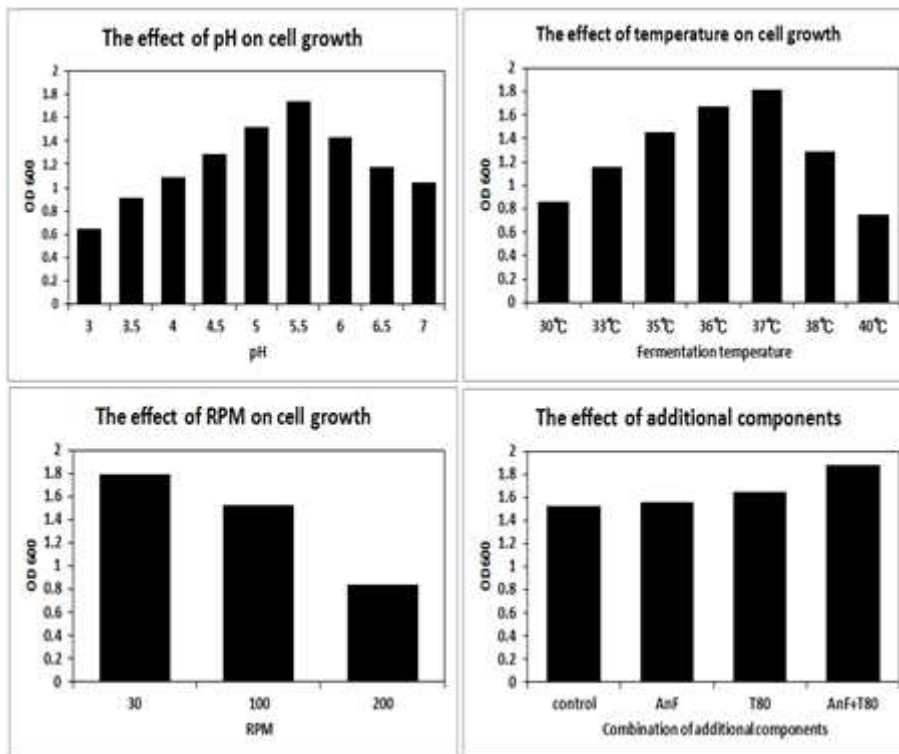 The effect of pH on cell growth
2
1.8
1.6
1.4
1.2
1
0.8
0.6
0.4
0.2
0
OD 600
3 3.5 4 4.5 5 5.5 6 6.5 7
pH
The effect of temperature on cell growth
2
1.8
1.6
1.4
1.2
1
0.8
0.6
0.4
0.2
0
OD 600
30℃ 33℃ 35℃ 36℃ 37℃ 38℃ 40℃
Fermentation temperature
The effect of RPM on cell growth
2
1.8
1.6
1.4
1.2
1
0.8
0.6
0.4
0.2
0
OD 600
30 100 200
RPM
The effect of additional components
2
1.8
1.6
1.4
1.2
1
0.8
0.6
0.4
0.2
0
OD600
control AnF T80 AnF+T80
Combination of additional components